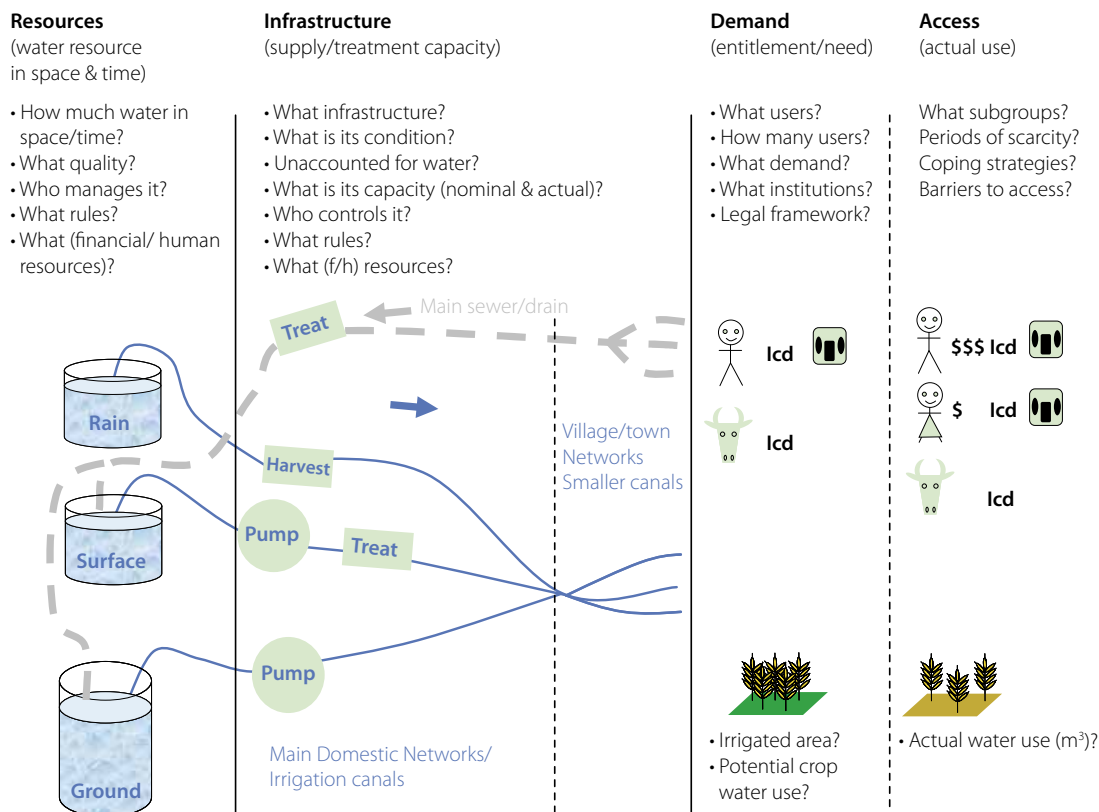 Resources
(water resource
in space & time)
• How much water in
space/time?
• What quality?
• Who manages it?
• What rules?
• What (financial/ human
resources)?
Infrastructure
(supply/treatment capacity)
• What infrastructure?
• What is its condition?
• Unaccounted for water?
• What is its capacity (nominal & actual)?
• Who controls it?
• What rules?
• What (f/h) resources?
Demand
(entitlement/need)
• What users?
• How many users?
• What demand?
• What institutions?
• Legal framework?
Access
(actual use)
What subgroups?
Periods of scarcity?
Coping strategies?
Barriers to access?
Main sewer/drain
Treat
Rain
Harvest
Surface
Pump
Treat
Ground
Pump
Village/town
Networks
Smaller canals
Main Domestic Networks/
Irrigation canals
lcd
lcd
$$$ lcd
$ lcd
lcd
• Irrigated area?
• Potential crop
water use?
• Actual water use (m³)?